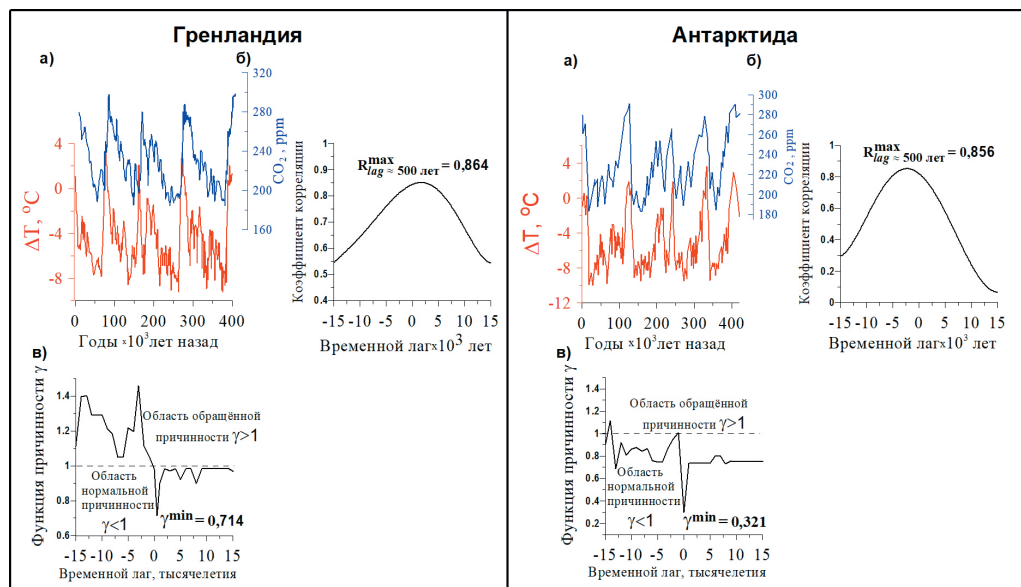 Гренландия
а)
б)
320
280
240
200
160
CO₂ , ppm
4
0
-4
-8
ΔT, ºC
0 100 200 300 400
Годы ×10³лет назад
1
0.9
0.8
0.7
0.6
0.5
0.4
Коэффициент корреляции
R^max_lag ≈ 500 лет = 0,864
-15 -10 -5 0 5 10 15
Временной лаг×10³ лет
в)
1.4
1.2
1
0.8
0.6
Функция причинности γ
Область обращённой
причинности γ>1
Область
нормальной
причинности
γ<1
γ^min = 0,714
-15 -10 -5 0 5 10 15
Временной лаг, тысячелетия
Антарктида
а)
б)
300
280
260
240
220
200
180
CO₂ , ppm
4
0
-4
-8
-12
ΔT, ºC
0 100 200 300 400
Годы ×10³ лет назад
1
0.8
0.6
0.4
0.2
0
Коэффициент корреляции
R^max_lag ≈ 500 лет = 0,856
-15 -10 -5 0 5 10 15
Временной лаг×10³ лет
в)
1.4
1.2
1
0.8
0.6
0.4
0.2
Функция причинности γ
Область обращённой
причинности γ>1
Область
нормальной
причинности
γ<1
γ^min = 0,321
-15 -10 -5 0 5 10 15
Временной лаг, тысячелетия